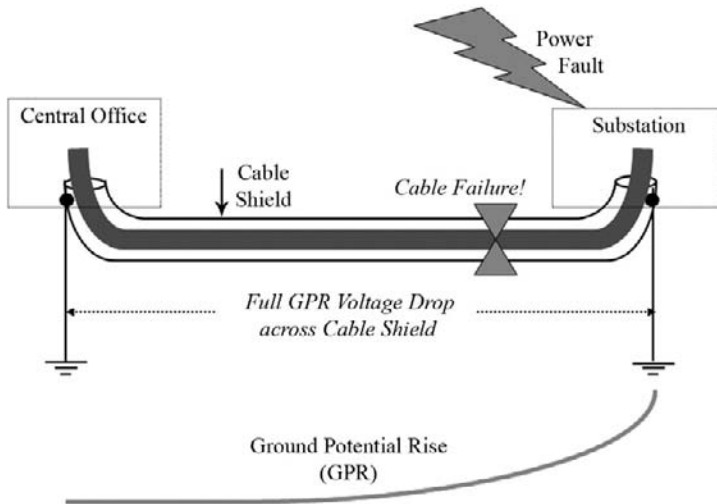 Power
Fault
Central Office
Substation
Cable
Shield
Cable Failure!
Full GPR Voltage Drop
across Cable Shield
Ground Potential Rise
(GPR)